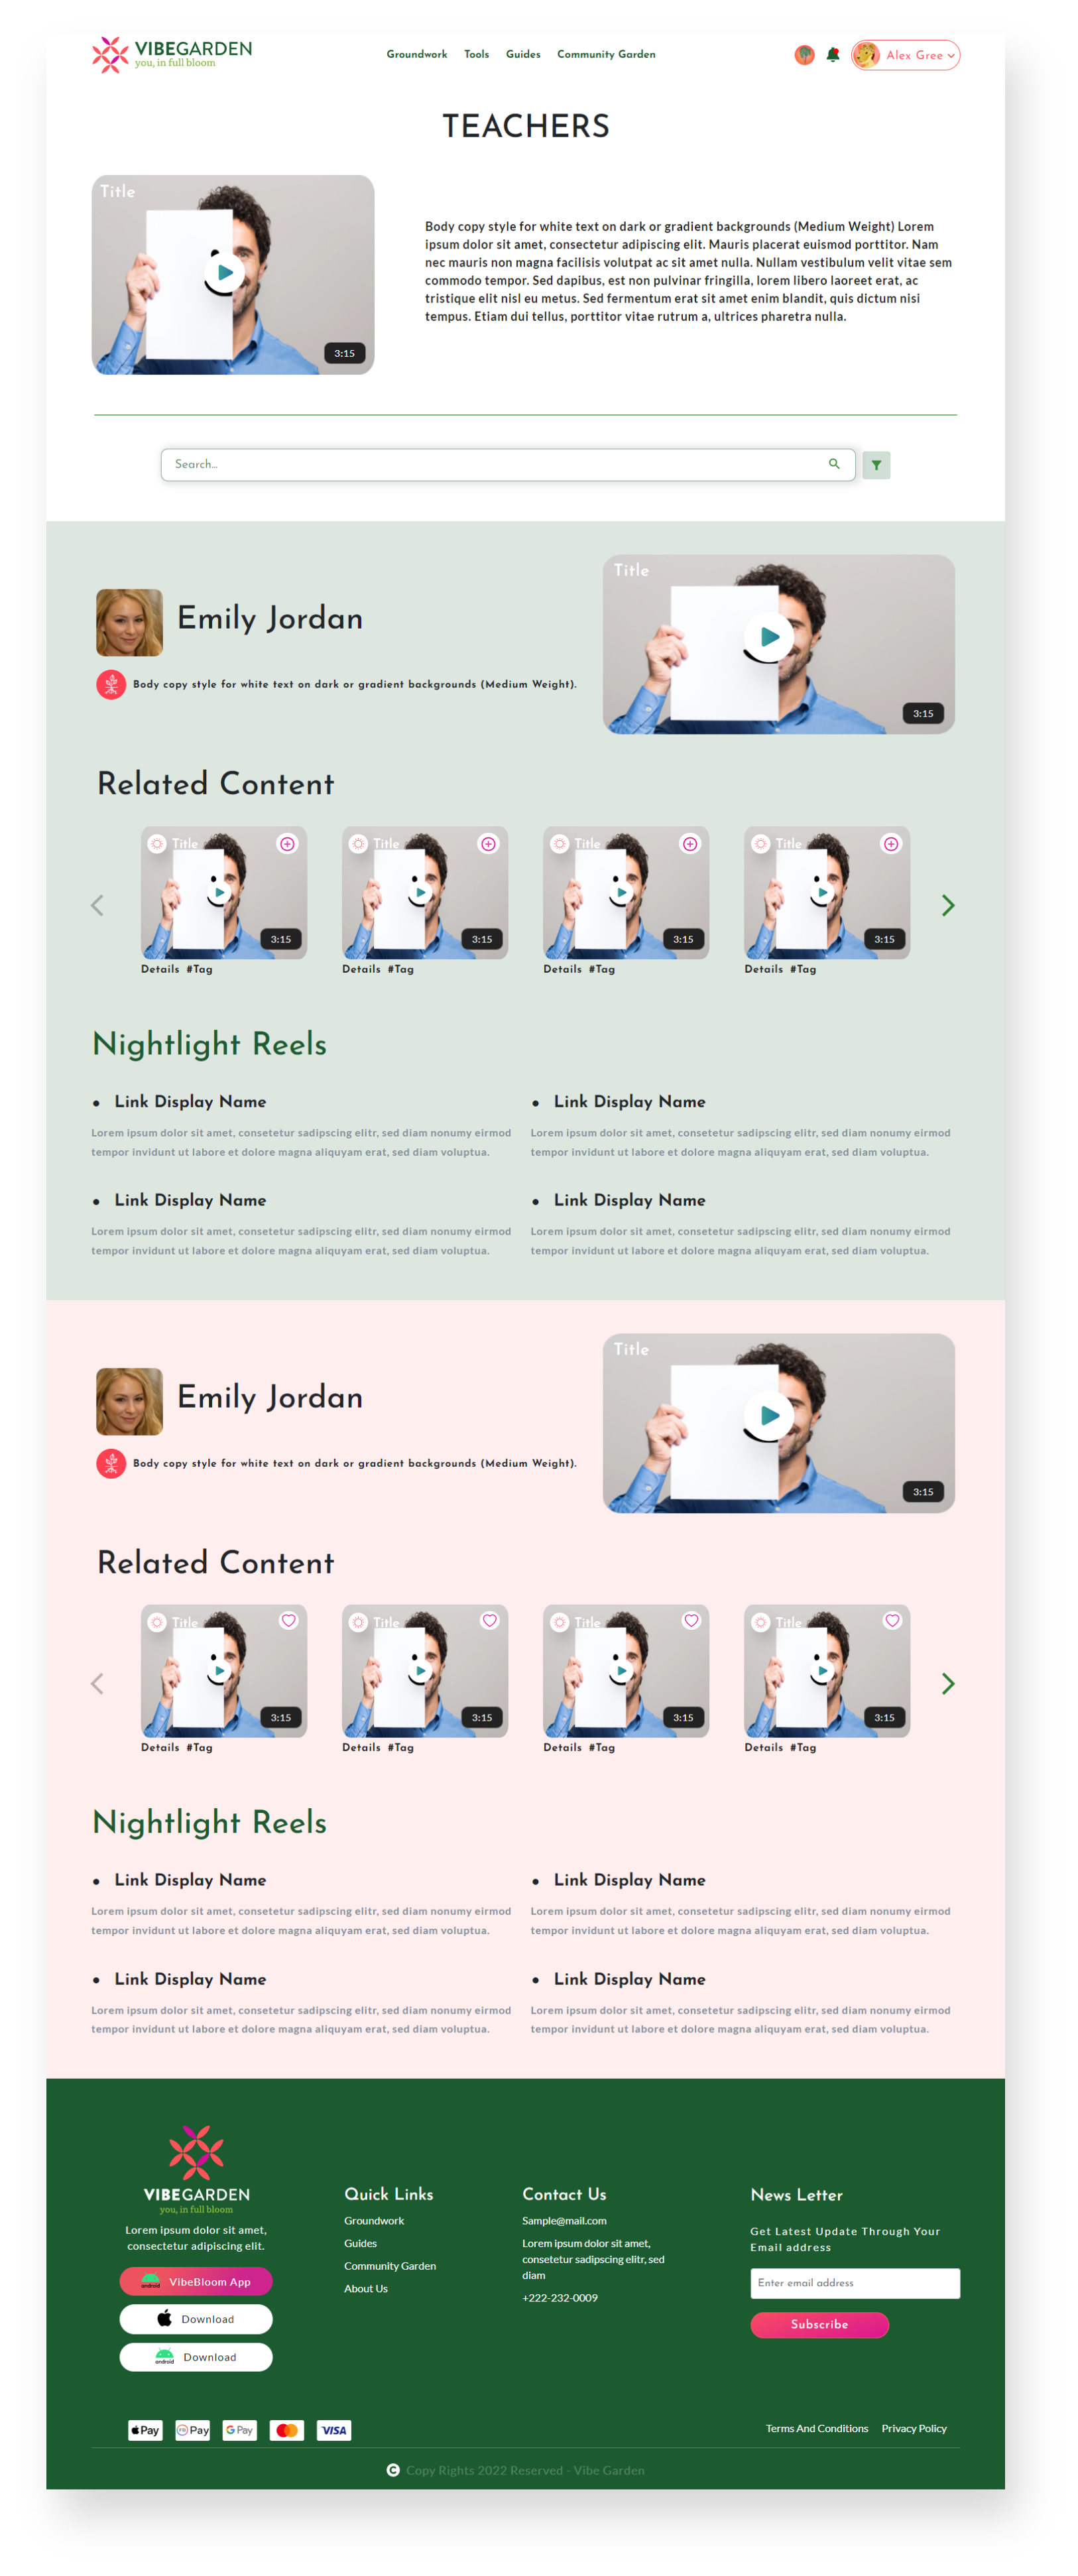 VIBEGARDEN
you, in full bloom
Groundwork Tools Guides Community Garden
Alex Gree
TEACHERS
Title
3:15
Body copy style for white text on dark or gradient backgrounds (Medium Weight) Lorem
ipsum dolor sit amet, consectetur adipiscing elit. Mauris placerat euismod porttitor. Nam
nec mauris non magna facilisis volutpat ac sit amet nulla. Nullam vestibulum velit vitae sem
commodo tempor. Sed dapibus, est non pulvinar fringilla, lorem libero laoreet erat, ac
tristique elit nisl eu metus. Sed fermentum erat sit amet enim blandit, quis dictum nisi
tempus. Etiam dui tellus, porttitor vitae rutrum a, ultrices pharetra nulla.
Search...
Emily Jordan
Body copy style for white text on dark or gradient backgrounds (Medium Weight).
Title
3:15
Related Content
Title
3:15
Details #Tag
Title
3:15
Details #Tag
Title
3:15
Details #Tag
Title
3:15
Details #Tag
Nightlight Reels
• Link Display Name
Lorem ipsum dolor sit amet, consetetur sadipscing elitr, sed diam nonumy eirmod
tempor invidunt ut labore et dolore magna aliquyam erat, sed diam voluptua.
• Link Display Name
Lorem ipsum dolor sit amet, consetetur sadipscing elitr, sed diam nonumy eirmod
tempor invidunt ut labore et dolore magna aliquyam erat, sed diam voluptua.
• Link Display Name
Lorem ipsum dolor sit amet, consetetur sadipscing elitr, sed diam nonumy eirmod
tempor invidunt ut labore et dolore magna aliquyam erat, sed diam voluptua.
• Link Display Name
Lorem ipsum dolor sit amet, consetetur sadipscing elitr, sed diam nonumy eirmod
tempor invidunt ut labore et dolore magna aliquyam erat, sed diam voluptua.
Emily Jordan
Body copy style for white text on dark or gradient backgrounds (Medium Weight).
Title
3:15
Related Content
Title
3:15
Details #Tag
Title
3:15
Details #Tag
Title
3:15
Details #Tag
Title
3:15
Details #Tag
Nightlight Reels
• Link Display Name
Lorem ipsum dolor sit amet, consetetur sadipscing elitr, sed diam nonumy eirmod
tempor invidunt ut labore et dolore magna aliquyam erat, sed diam voluptua.
• Link Display Name
Lorem ipsum dolor sit amet, consetetur sadipscing elitr, sed diam nonumy eirmod
tempor invidunt ut labore et dolore magna aliquyam erat, sed diam voluptua.
• Link Display Name
Lorem ipsum dolor sit amet, consetetur sadipscing elitr, sed diam nonumy eirmod
tempor invidunt ut labore et dolore magna aliquyam erat, sed diam voluptua.
• Link Display Name
Lorem ipsum dolor sit amet, consetetur sadipscing elitr, sed diam nonumy eirmod
tempor invidunt ut labore et dolore magna aliquyam erat, sed diam voluptua.
VIBEGARDEN
you, in full bloom
Lorem ipsum dolor sit amet,
consectetur adipiscing elit.
android VibeBloom App
Download
android Download
Quick Links
Groundwork
Guides
Community Garden
About Us
Contact Us
Sample@mail.com
Lorem ipsum dolor sit amet,
consetetur sadipscing elitr, sed
diam
+222-232-0009
News Letter
Get Latest Update Through Your
Email address
Enter email address
Subscribe
Pay Pay G Pay VISA
Terms And Conditions Privacy Policy
C Copy Rights 2022 Reserved - Vibe Garden